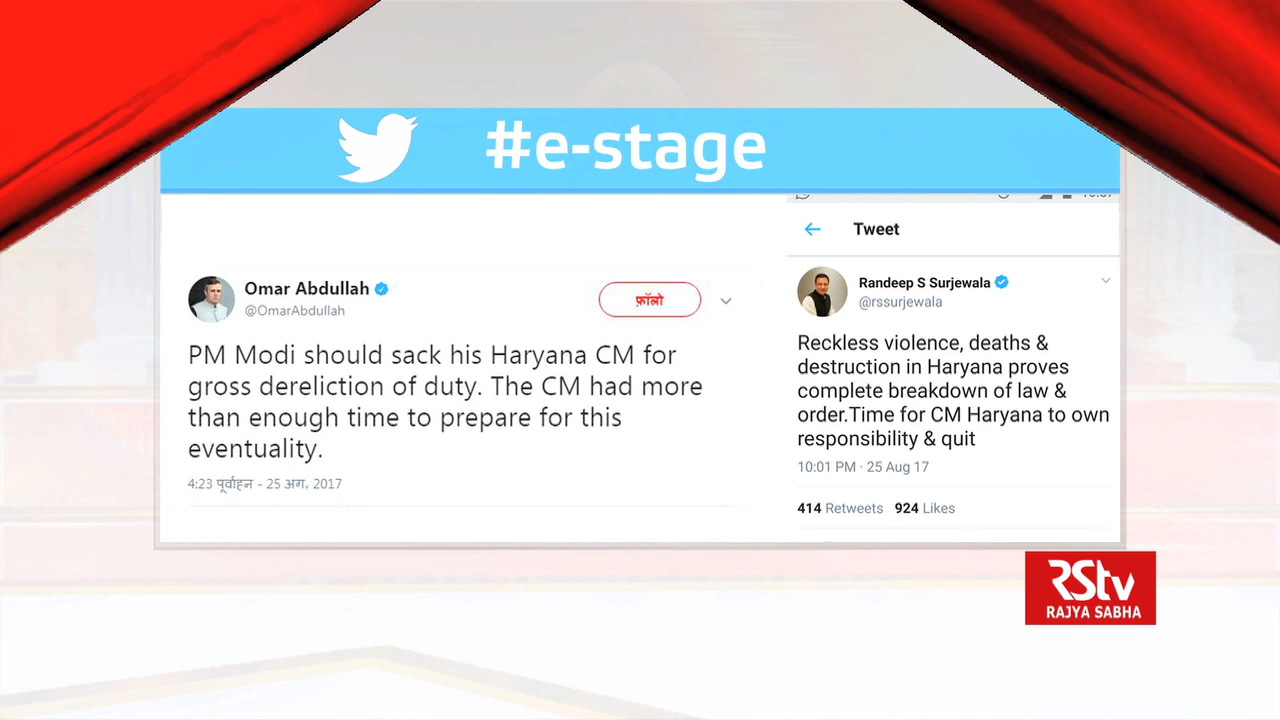 #e-stage
Omar Abdullah
@OmarAbdullah
फ़ॉलो
PM Modi should sack his Haryana CM for
gross dereliction of duty. The CM had more
than enough time to prepare for this
eventuality.
4:23 पूर्वाह्न - 25 अग. 2017
Tweet
Randeep S Surjewala
@rssurjewala
Reckless violence, deaths &
destruction in Haryana proves
complete breakdown of law &
order.Time for CM Haryana to own
responsibility & quit
10:01 PM · 25 Aug 17
414 Retweets 924 Likes
RStv
RAJYA SABHA